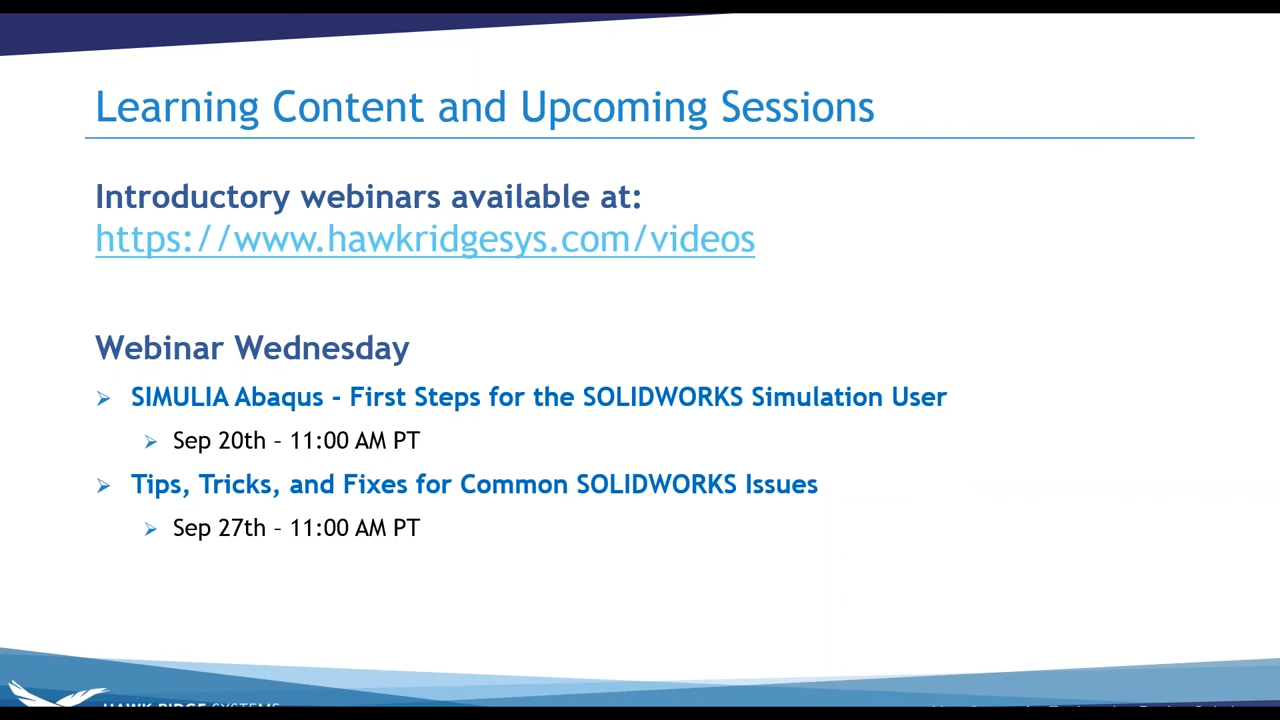 Learning Content and Upcoming Sessions
Introductory webinars available at:
https://www.hawkridgesys.com/videos
Webinar Wednesday
SIMULIA Abaqus - First Steps for the SOLIDWORKS Simulation User
Sep 20th – 11:00 AM PT
Tips, Tricks, and Fixes for Common SOLIDWORKS Issues
Sep 27th – 11:00 AM PT
HAWK RIDGE SYSTEMS